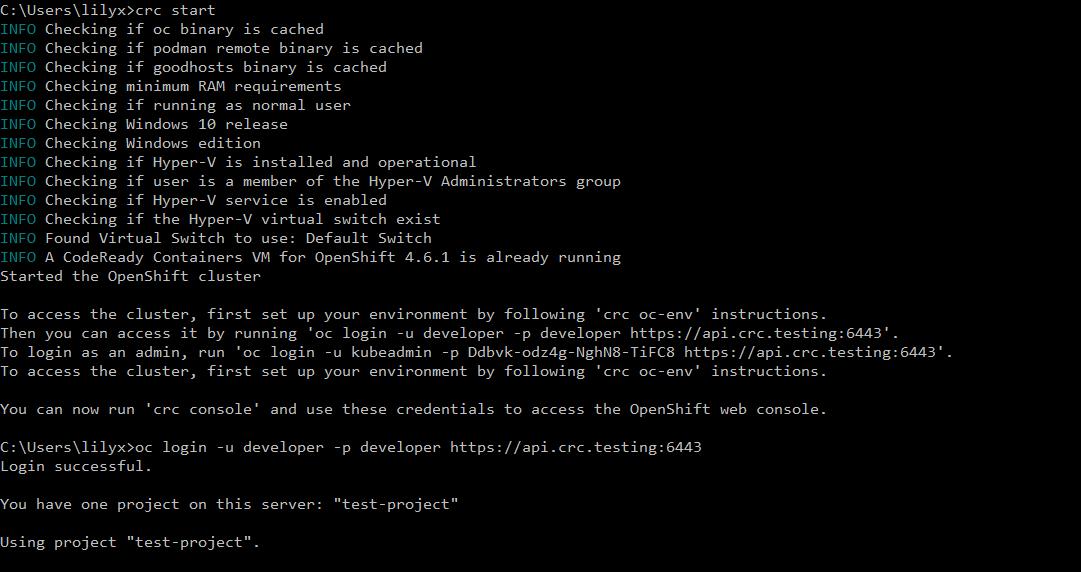 C:\Users\lilyx>crc start
INFO Checking if oc binary is cached
INFO Checking if podman remote binary is cached
INFO Checking if goodhosts binary is cached
INFO Checking minimum RAM requirements
INFO Checking if running as normal user
INFO Checking Windows 10 release
INFO Checking Windows edition
INFO Checking if Hyper-V is installed and operational
INFO Checking if user is a member of the Hyper-V Administrators group
INFO Checking if Hyper-V service is enabled
INFO Checking if the Hyper-V virtual switch exist
INFO Found Virtual Switch to use: Default Switch
INFO A CodeReady Containers VM for OpenShift 4.6.1 is already running
Started the OpenShift cluster
To access the cluster, first set up your environment by following 'crc oc-env' instructions.
Then you can access it by running 'oc login -u developer -p developer https://api.crc.testing:6443'.
To login as an admin, run 'oc login -u kubeadmin -p Ddbvk-odz4g-NghN8-TiFC8 https://api.crc.testing:6443'.
To access the cluster, first set up your environment by following 'crc oc-env' instructions.
You can now run 'crc console' and use these credentials to access the OpenShift web console.
C:\Users\lilyx>oc login -u developer -p developer https://api.crc.testing:6443
Login successful.
You have one project on this server: "test-project"
Using project "test-project".